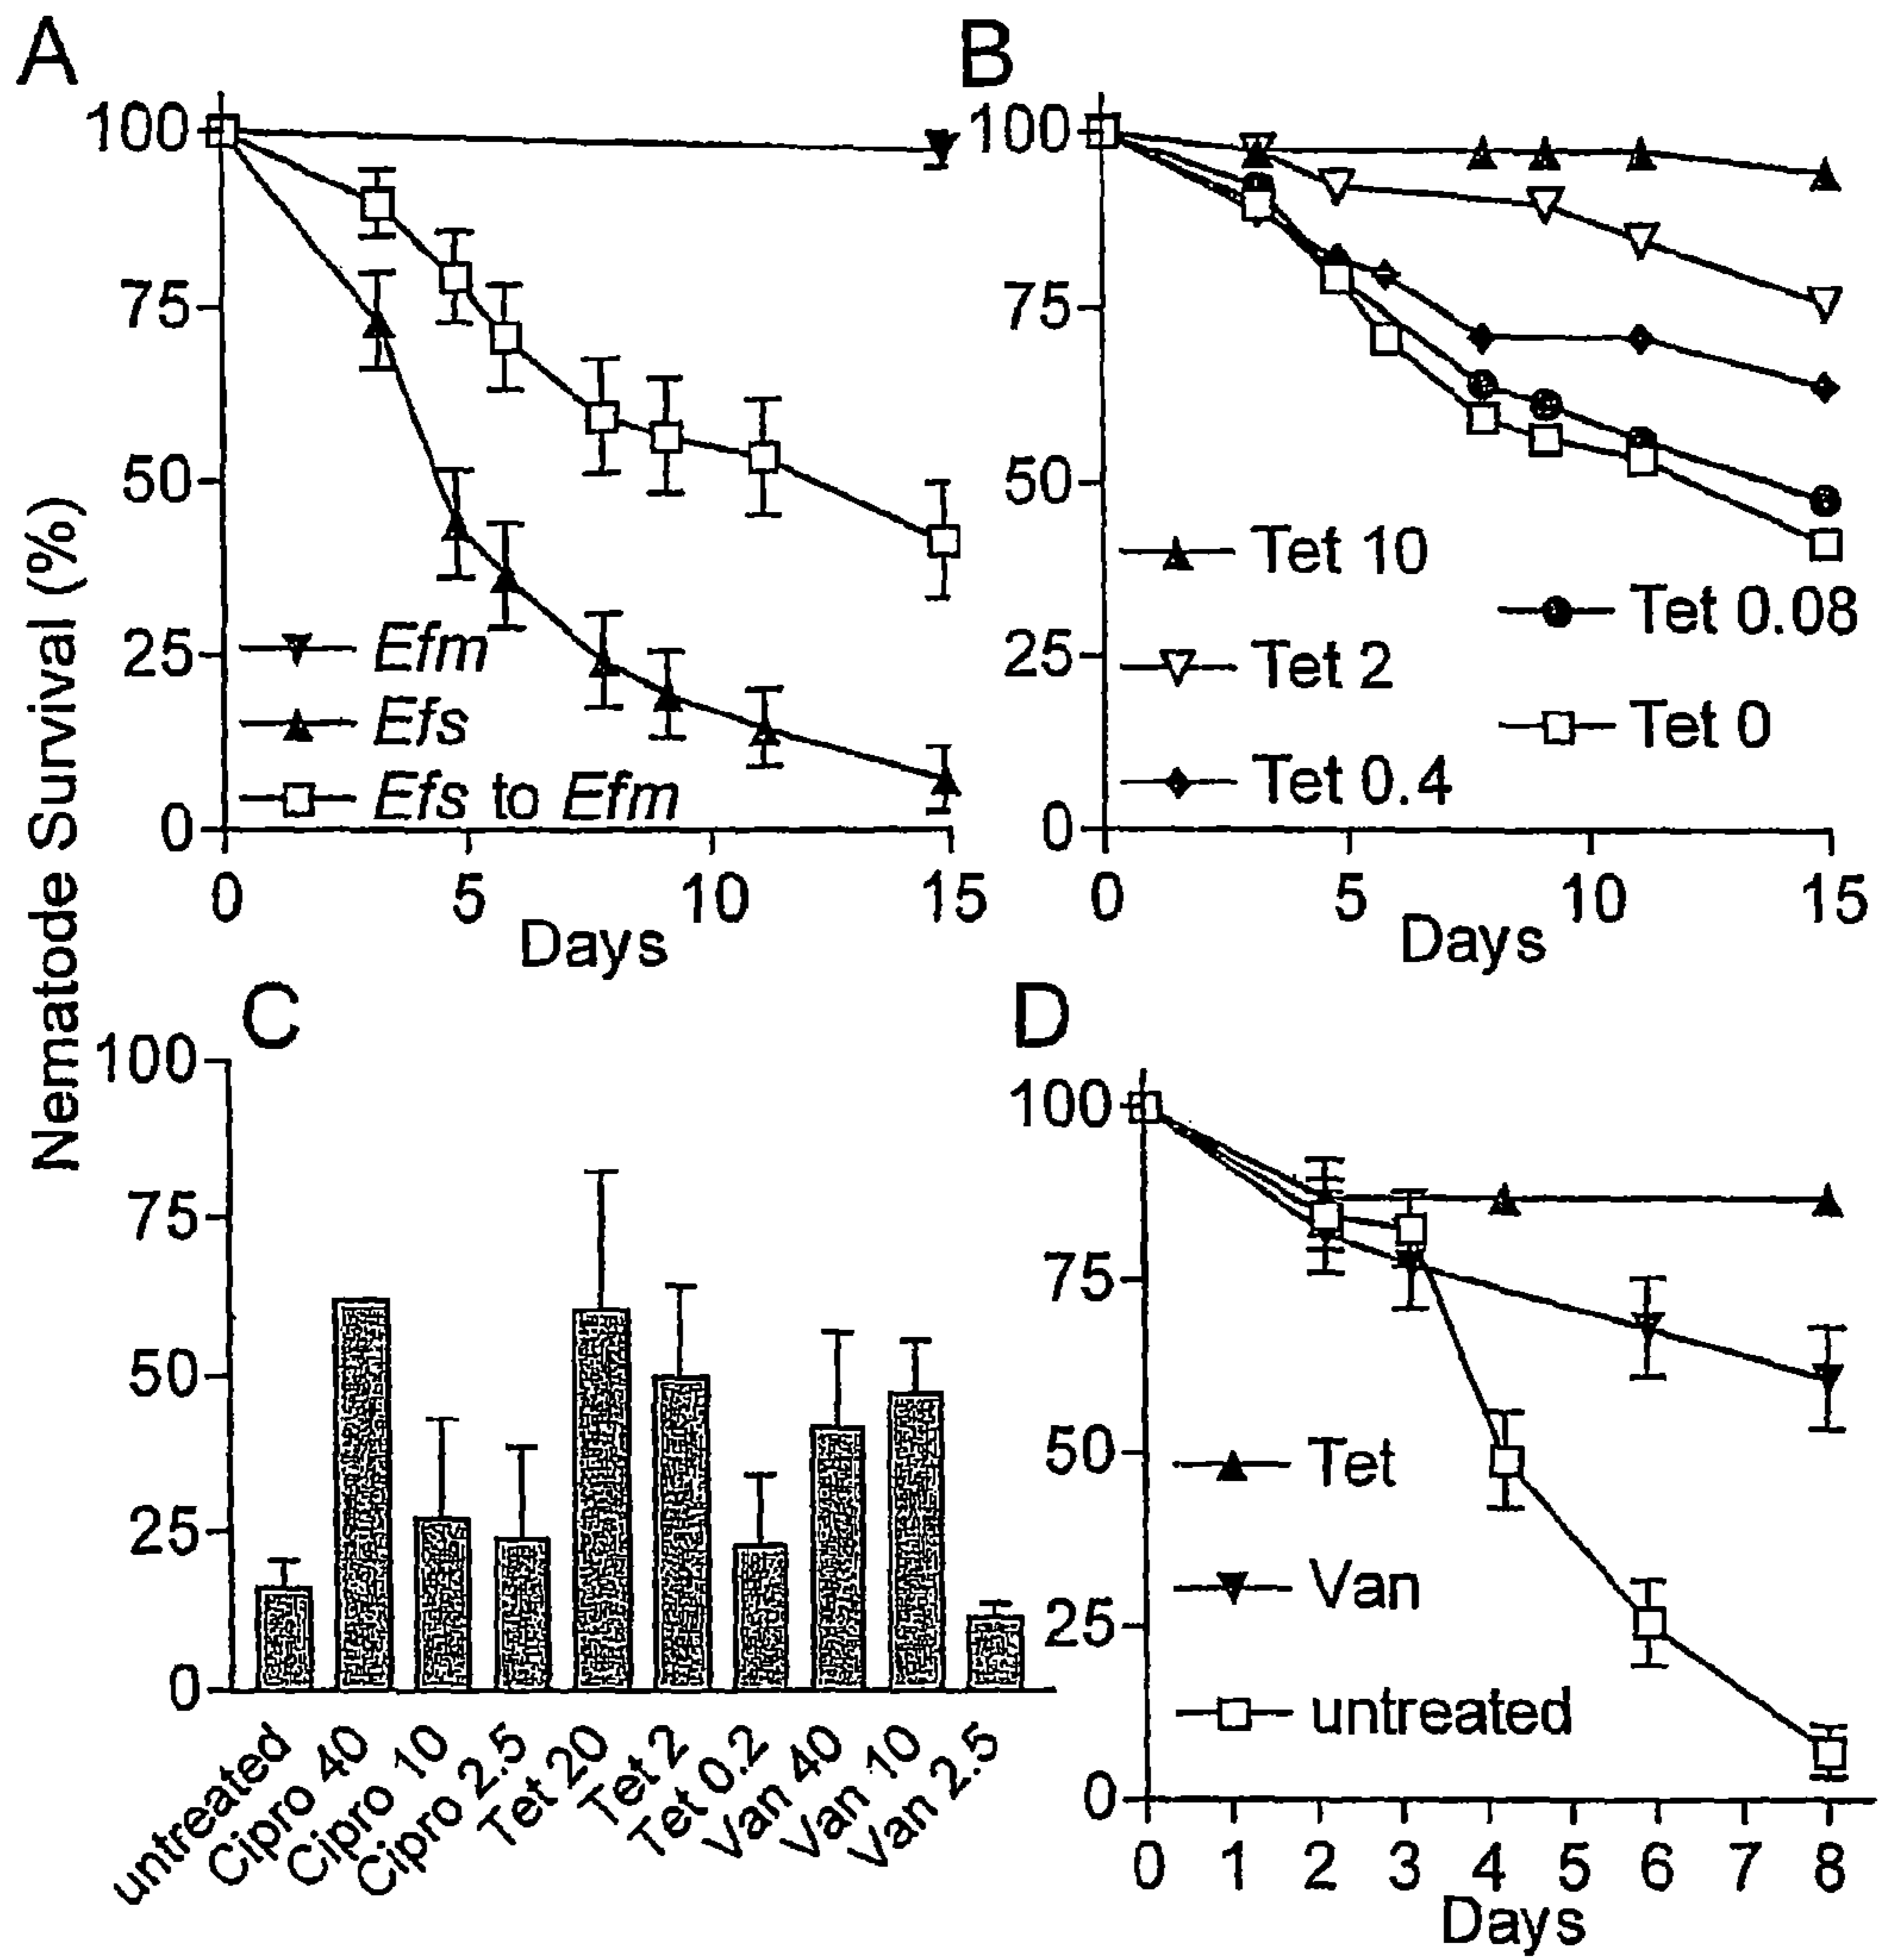 A
B
Nematode Survival (%)
100
75
50
25
0
Efm
Efs
Efs to Efm
0 5 10 15
Days
100
75
50
25
0
Tet 10
Tet 0.08
Tet 2
Tet 0
Tet 0.4
0 5 10 15
Days
C
100
75
50
25
0
untreated
Cipro 40
Cipro 10
Cipro 2.5
Tet 20
Tet 2
Tet 0.2
Van 40
Van 10
Van 2.5
D
100
75
50
25
0
Tet
Van
untreated
0 1 2 3 4 5 6 7 8
Days